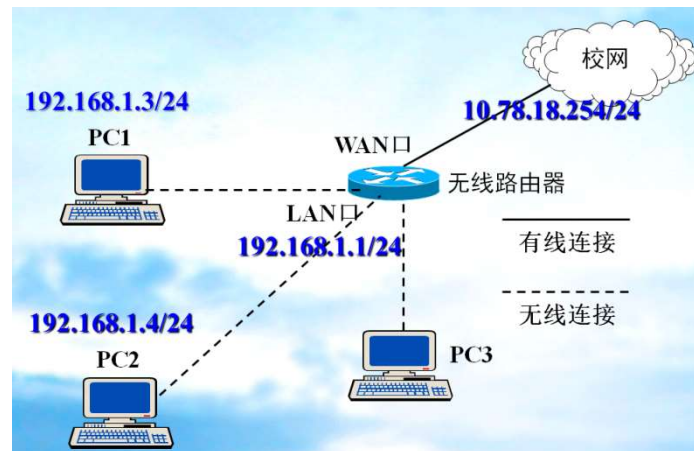 校网
192.168.1.3/24
10.78.18.254/24
PC1
WAN口
无线路由器
LAN口
192.168.1.1/24
有线连接
192.168.1.4/24
无线连接
PC2
PC3